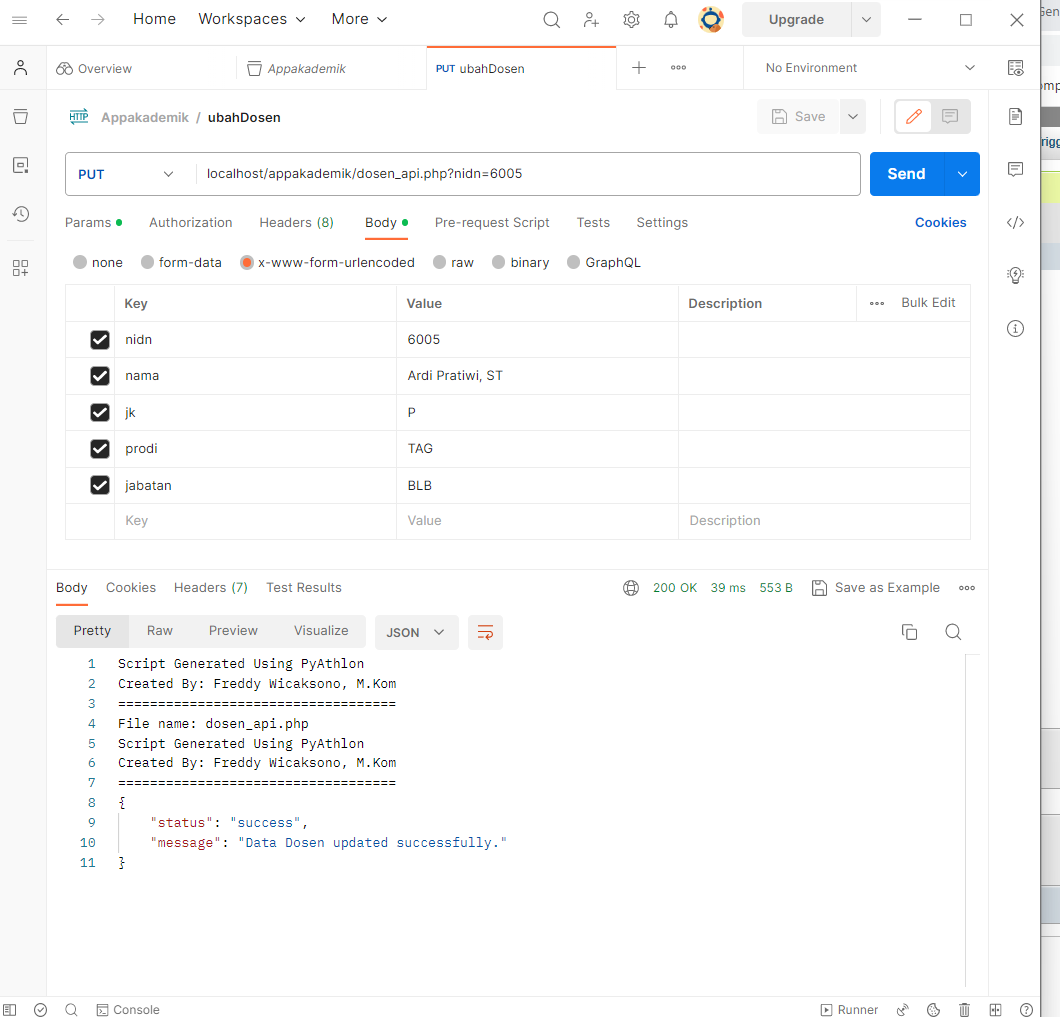 Home Workspaces More Upgrade
Gen
Overview Appakademik PUT ubahDosen No Environment
omp
Appakademik / ubahDosen Save
rigg
PUT localhost/appakademik/dosen_api.php?nidn=6005 Send
Params Authorization Headers (8) Body Pre-request Script Tests Settings Cookies
none form-data x-www-form-urlencoded raw binary GraphQL
Key Value Description Bulk Edit
nidn 6005
nama Ardi Pratiwi, ST
jk P
prodi TAG
jabatan BLB
Key Value Description
Body Cookies Headers (7) Test Results 200 OK 39 ms 553 B Save as Example
Pretty Raw Preview Visualize JSON
1 Script Generated Using PyAthlon
2 Created By: Freddy Wicaksono, M.Kom
3 ===================================
4 File name: dosen_api.php
5 Script Generated Using PyAthlon
6 Created By: Freddy Wicaksono, M.Kom
7 ===================================
8 {
9 "status": "success",
10 "message": "Data Dosen updated successfully."
11 }
Console Runner